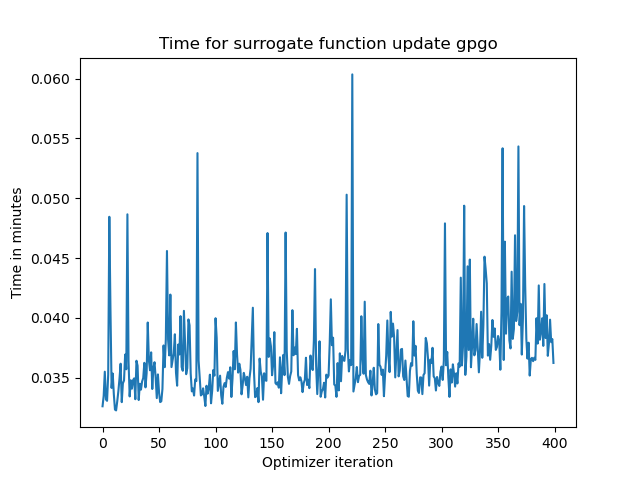 Time for surrogate function update gpgo
0.060
0.055
0.050
0.045
0.040
0.035
Time in minutes
0 50 100 150 200 250 300 350 400
Optimizer iteration